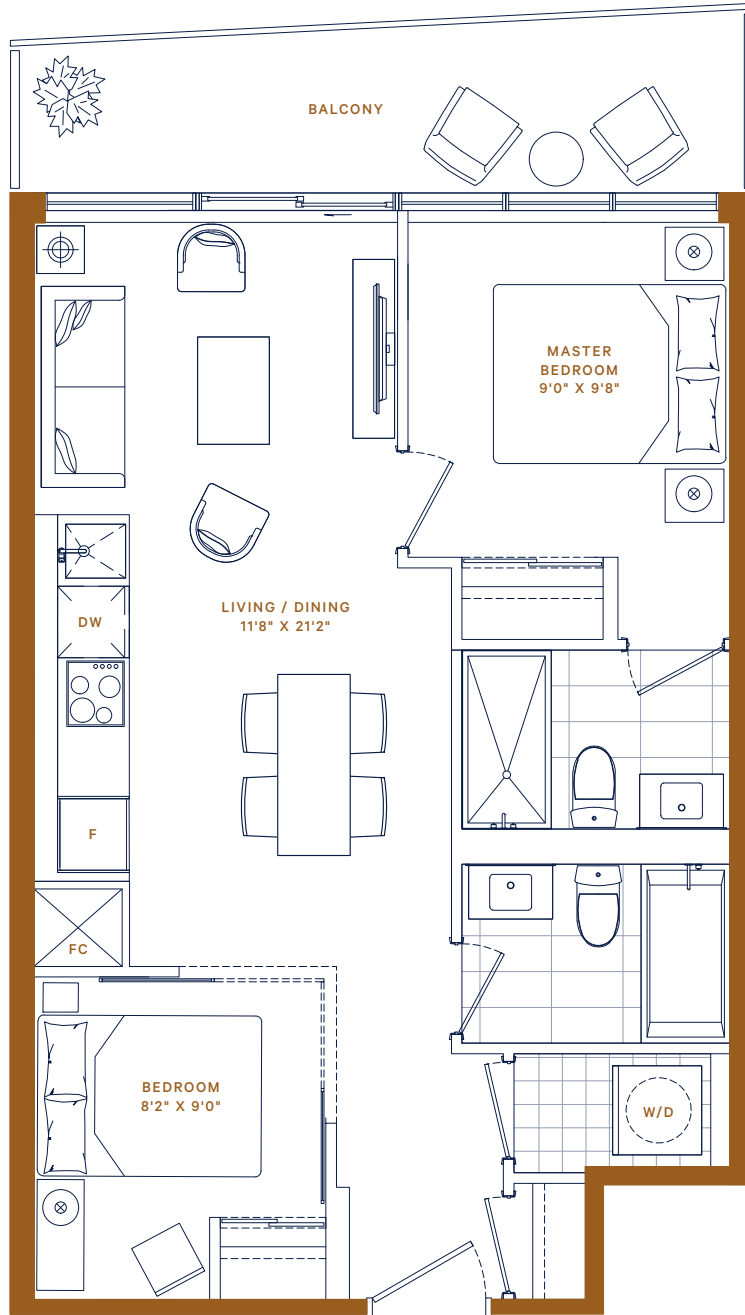 BALCONY
MASTER
BEDROOM
9'0" X 9'8"
LIVING / DINING
11'8" X 21'2"
DW
F
FC
BEDROOM
8'2" X 9'0"
W/D